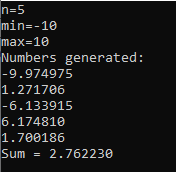 n=5
min=-10
max=10
Numbers generated:
-9.974975
1.271706
-6.133915
6.174810
1.700186
Sum = 2.762230